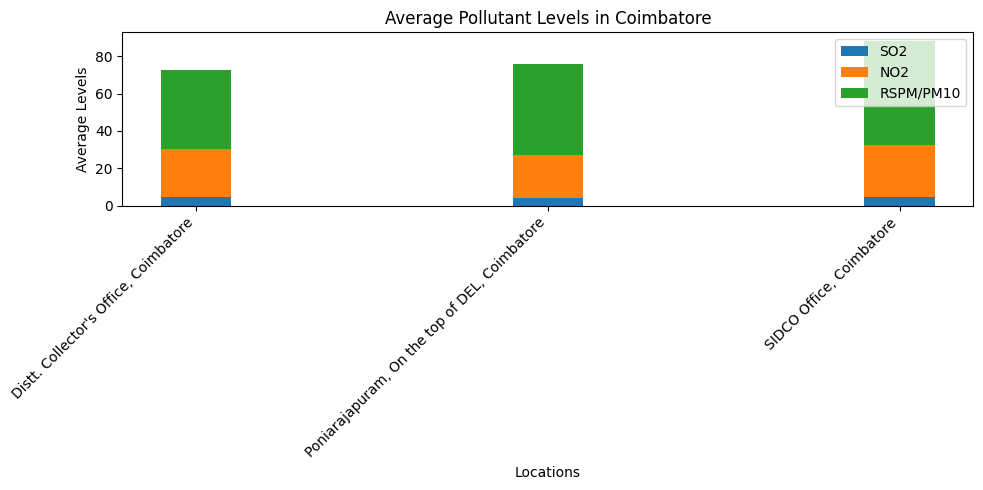 Average Pollutant Levels in Coimbatore
Average Levels
80
60
40
20
0
SO2
NO2
RSPM/PM10
Distt. Collector's Office, Coimbatore
Poniarajapuram, On the top of DEL, Coimbatore
SIDCO Office, Coimbatore
Locations